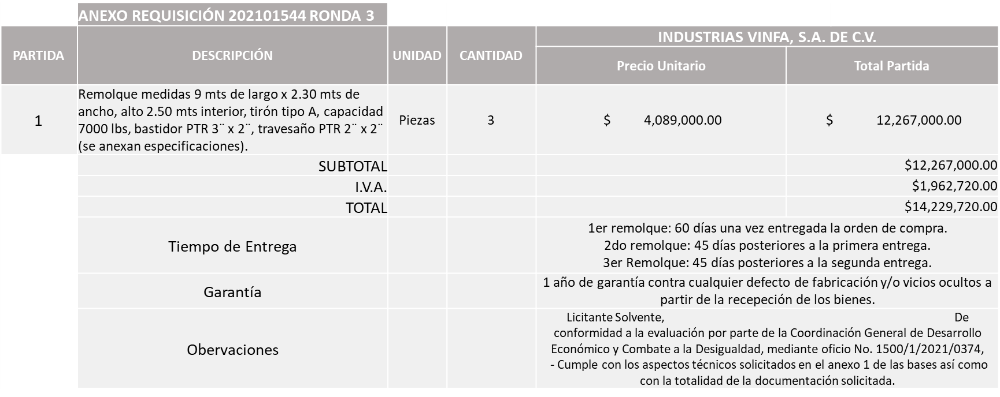 ANEXO REQUISICIÓN 202101544 RONDA 3
PARTIDA
DESCRIPCIÓN
UNIDAD
CANTIDAD
INDUSTRIAS VINFA, S.A. DE C.V.
Precio Unitario
Total Partida
1
Remolque medidas 9 mts de largo x 2.30 mts de
ancho, alto 2.50 mts interior, tirón tipo A, capacidad
7000 lbs, bastidor PTR 3¨ x 2¨, travesaño PTR 2¨ x 2¨
(se anexan especificaciones).
Piezas
3
$ 4,089,000.00
$ 12,267,000.00
SUBTOTAL
$12,267,000.00
I.V.A.
$1,962,720.00
TOTAL
$14,229,720.00
Tiempo de Entrega
1er remolque: 60 días una vez entregada la orden de compra.
2do remolque: 45 días posteriores a la primera entrega.
3er Remolque: 45 días posteriores a la segunda entrega.
Garantía
1 año de garantía contra cualquier defecto de fabricación y/o vicios ocultos a
partir de la recepeción de los bienes.
Obervaciones
Licitante Solvente, De
conformidad a la evaluación por parte de la Coordinación General de Desarrollo
Económico y Combate a la Desigualdad, mediante oficio No. 1500/1/2021/0374,
- Cumple con los aspectos técnicos solicitados en el anexo 1 de las bases así como
con la totalidad de la documentación solicitada.